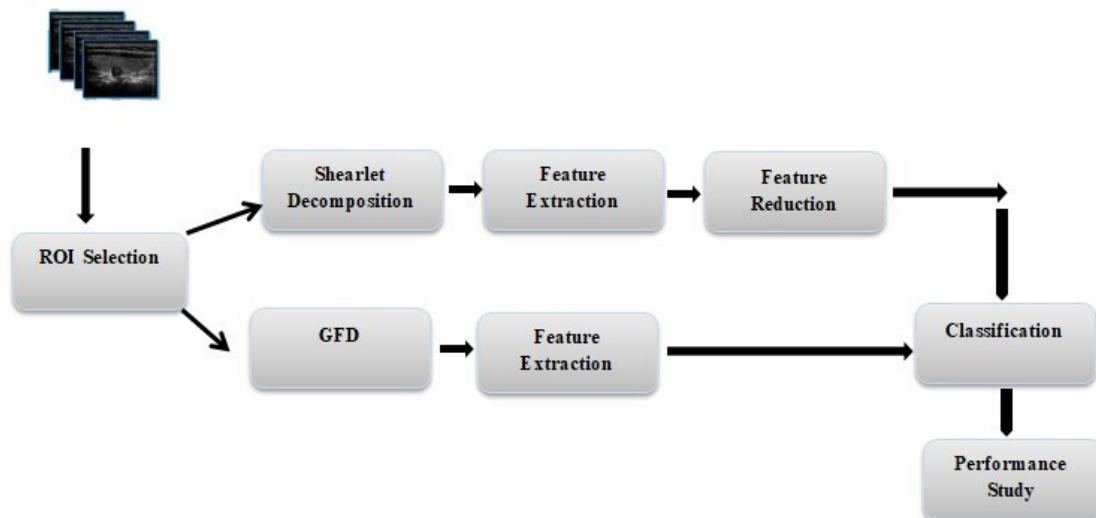 Shearlet
Decomposition
Feature
Extraction
Feature
Reduction
ROI Selection
GFD
Feature
Extraction
Classification
Performance
Study